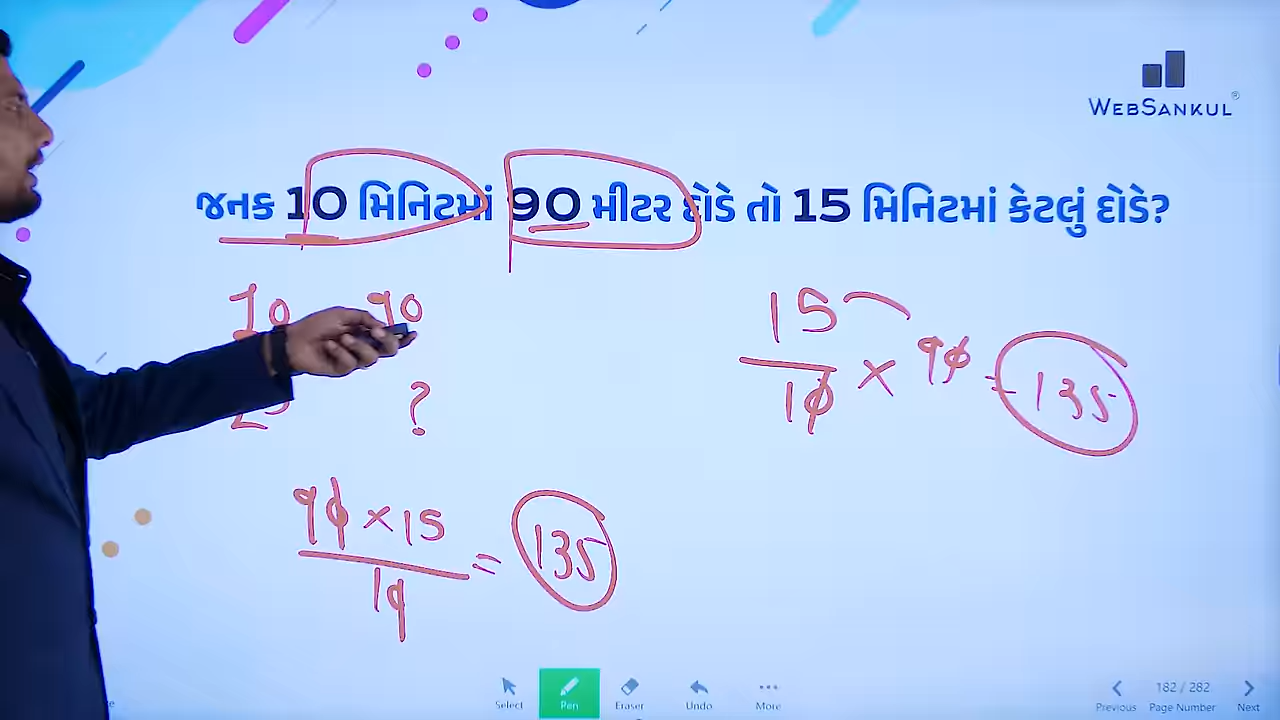 WEBSANKUL®
જનક 10 મિનિટમાં 90 મીટર દોડે તો 15 મિનિટમાં કેટલું દોડે?
10 90
?
15
10 × 90 = 135
90 × 15
10
= 135
Select Pen Eraser Undo More
Previous 182 / 282 Page Number Next